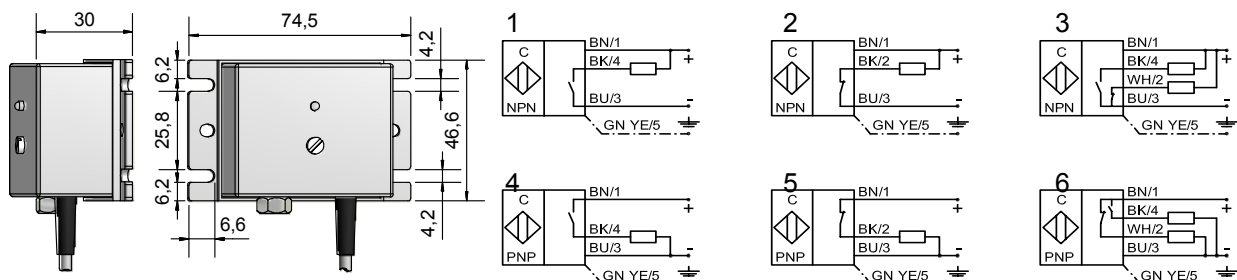 30
74,5
4,2
6,2
25,8
6,2
46,6
6,6
4,2
1
C
NPN
BN/1
BK/4
BU/3
+
-
GN YE/5
2
C
NPN
BN/1
BK/2
BU/3
+
-
GN YE/5
3
C
NPN
BN/1
BK/4
WH/2
BU/3
+
-
GN YE/5
4
C
PNP
BN/1
BK/4
BU/3
+
-
GN YE/5
5
C
PNP
BN/1
BK/2
BU/3
+
-
GN YE/5
6
C
PNP
BN/1
BK/4
WH/2
BU/3
+
-
GN YE/5